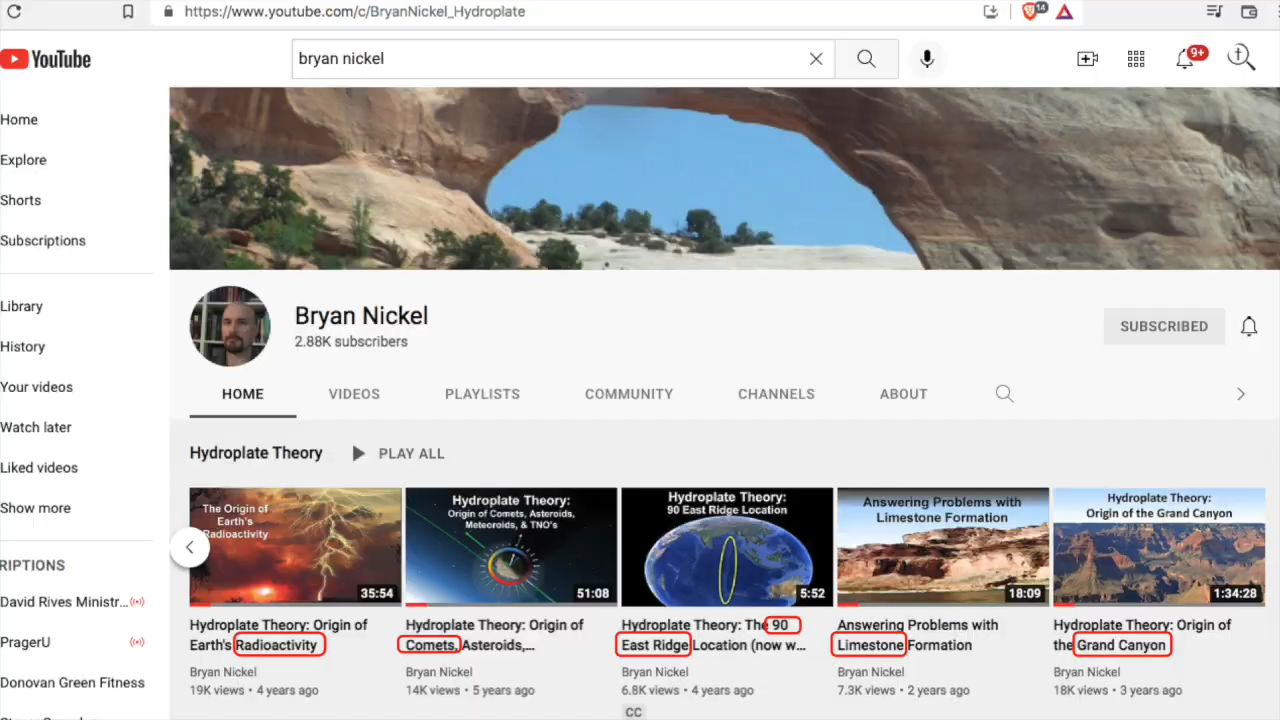 https://www.youtube.com/c/BryanNickel_Hydroplate
14
YouTube
bryan nickel
9+
Home
Explore
Shorts
Subscriptions
Library
History
Your videos
Watch later
Liked videos
Show more
RIPTIONS
David Rives Ministr...
PragerU
Donovan Green Fitness
Bryan Nickel
2.88K subscribers
SUBSCRIBED
HOME VIDEOS PLAYLISTS COMMUNITY CHANNELS ABOUT
Hydroplate Theory PLAY ALL
The Origin of
Earth's
Radioactivity
35:54
Hydroplate Theory: Origin of
Earth's Radioactivity
Bryan Nickel
19K views • 4 years ago
Hydroplate Theory:
Origin of Comets, Asteroids,
Meteoroids, & TNO's
51:08
Hydroplate Theory: Origin of
Comets, Asteroids,...
Bryan Nickel
14K views • 5 years ago
Hydroplate Theory:
90 East Ridge Location
5:52
Hydroplate Theory: The 90
East Ridge Location (now w...
Bryan Nickel
6.8K views • 4 years ago
CC
Answering Problems with
Limestone Formation
18:09
Answering Problems with
Limestone Formation
Bryan Nickel
7.3K views • 2 years ago
Hydroplate Theory:
Origin of the Grand Canyon
1:34:28
Hydroplate Theory: Origin of
the Grand Canyon
Bryan Nickel
18K views • 3 years ago